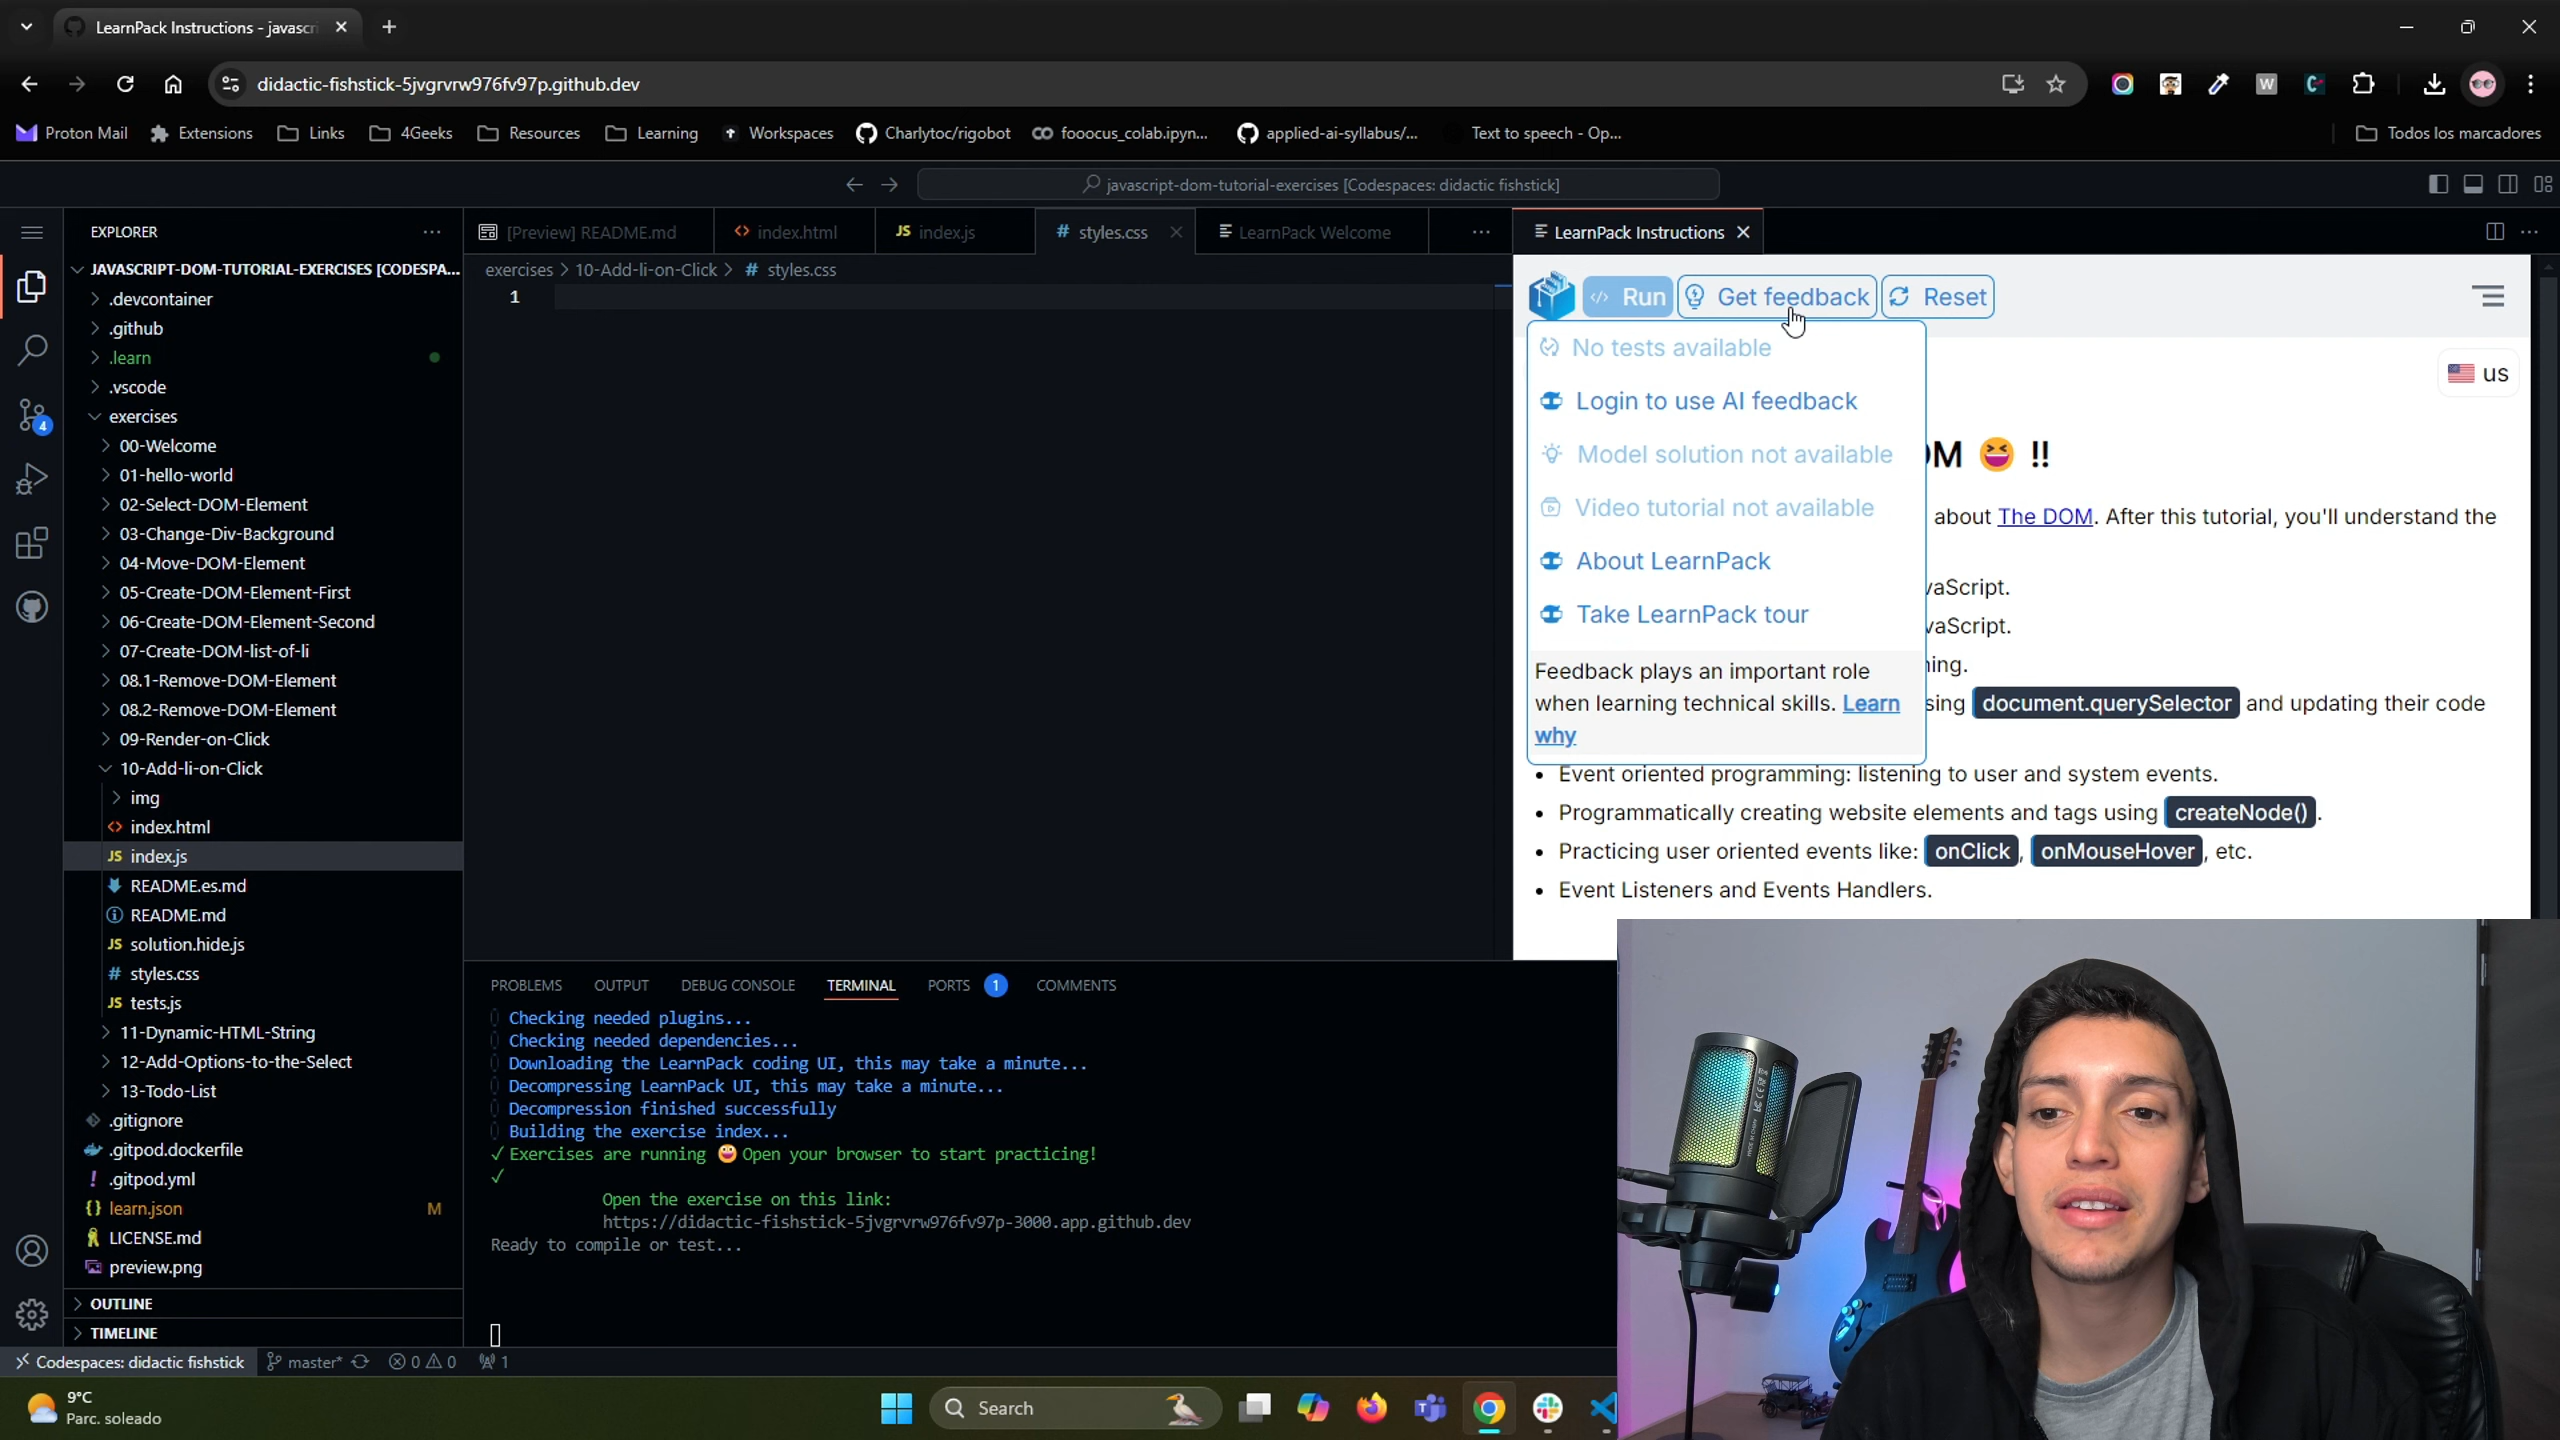 LearnPack Instructions - javascri
didactic-fishstick-5jvgrvrw976fv97p.github.dev
Proton Mail
Extensions
Links
4Geeks
Resources
Learning
Workspaces
Charlytoc/rigobot
fooocus_colab.ipyn...
applied-ai-syllabus/...
Text to speech - Op...
Todos los marcadores
javascript-dom-tutorial-exercises [Codespaces: didactic fishstick]
EXPLORER
JAVASCRIPT-DOM-TUTORIAL-EXERCISES [CODESPA...
.devcontainer
.github
.learn
.vscode
exercises
00-Welcome
01-hello-world
02-Select-DOM-Element
03-Change-Div-Background
04-Move-DOM-Element
05-Create-DOM-Element-First
06-Create-DOM-Element-Second
07-Create-DOM-list-of-li
08.1-Remove-DOM-Element
08.2-Remove-DOM-Element
09-Render-on-Click
10-Add-li-on-Click
img
<> index.html
JS index.js
README.es.md
README.md
JS solution.hide.js
# styles.css
JS tests.js
11-Dynamic-HTML-String
12-Add-Options-to-the-Select
13-Todo-List
.gitignore
.gitpod.dockerfile
! .gitpod.yml
{} learn.json M
LICENSE.md
preview.png
OUTLINE
TIMELINE
4
[Preview] README.md
<> index.html
JS index.js
# styles.css
LearnPack Welcome
exercises > 10-Add-li-on-Click > # styles.css
1
LearnPack Instructions
</> Run
Get feedback
Reset
No tests available
Login to use AI feedback
Model solution not available
Video tutorial not available
About LearnPack
Take LearnPack tour
Feedback plays an important role
when learning technical skills. Learn
why
us
OM 😆 !!
about The DOM. After this tutorial, you'll understand the
vaScript.
vaScript.
ning.
sing document.querySelector and updating their code
• Event oriented programming: listening to user and system events.
• Programmatically creating website elements and tags using createNode().
• Practicing user oriented events like: onClick, onMouseHover, etc.
• Event Listeners and Events Handlers.
PROBLEMS
OUTPUT
DEBUG CONSOLE
TERMINAL
PORTS 1
COMMENTS
Checking needed plugins...
Checking needed dependencies...
Downloading the LearnPack coding UI, this may take a minute...
Decompressing LearnPack UI, this may take a minute...
Decompression finished successfully
Building the exercise index...
✓ Exercises are running 😀 Open your browser to start practicing!
✓
Open the exercise on this link:
https://didactic-fishstick-5jvgrvrw976fv97p-3000.app.github.dev
Ready to compile or test...
Codespaces: didactic fishstick
master*
0
0
1
9°C
Parc. soleado
Search